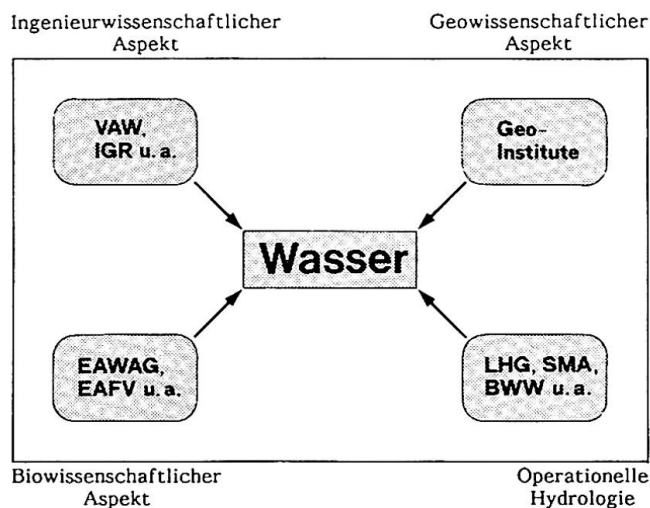 Ingenieurwissenschaftlicher
Aspekt
Geowissenschaftlicher
Aspekt
VAW,
IGR u. a.
Geo-
Institute
Wasser
EAWAG,
EAFV u. a.
LHG, SMA,
BWW u. a.
Biowissenschaftlicher
Aspekt
Operationelle
Hydrologie